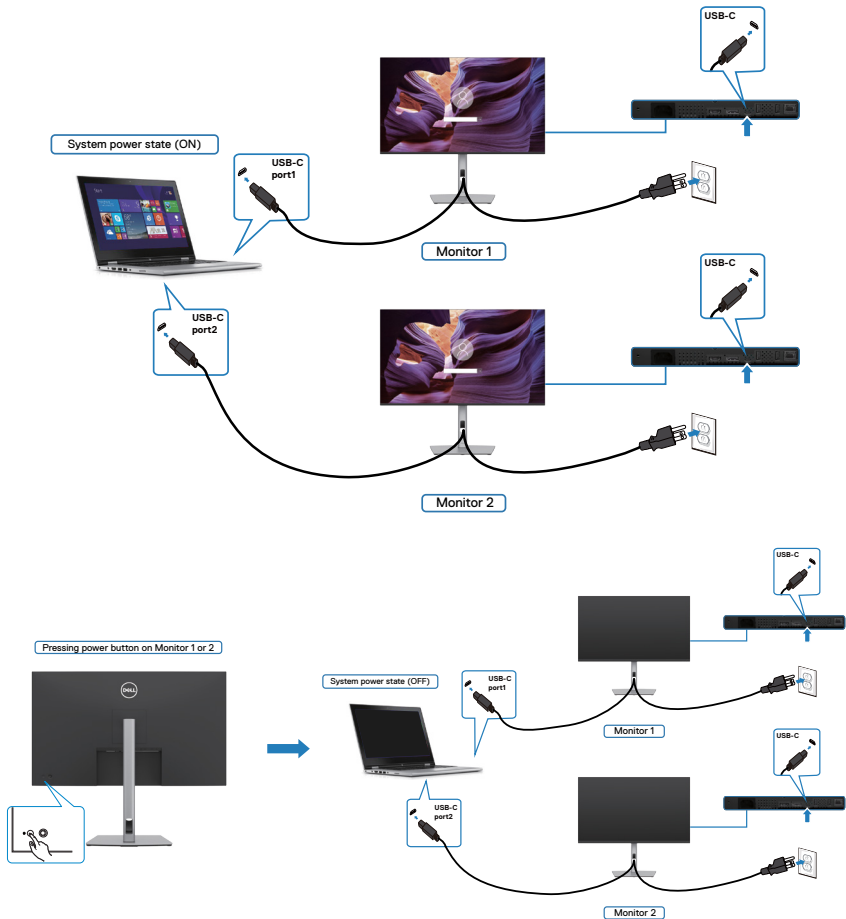 USB-C
System power state (ON)
USB-C
port1
Monitor 1
USB-C
USB-C
port2
Monitor 2
USB-C
Pressing power button on Monitor 1 or 2
DELL
System power state (OFF)
USB-C
port1
Monitor 1
USB-C
USB-C
port2
Monitor 2